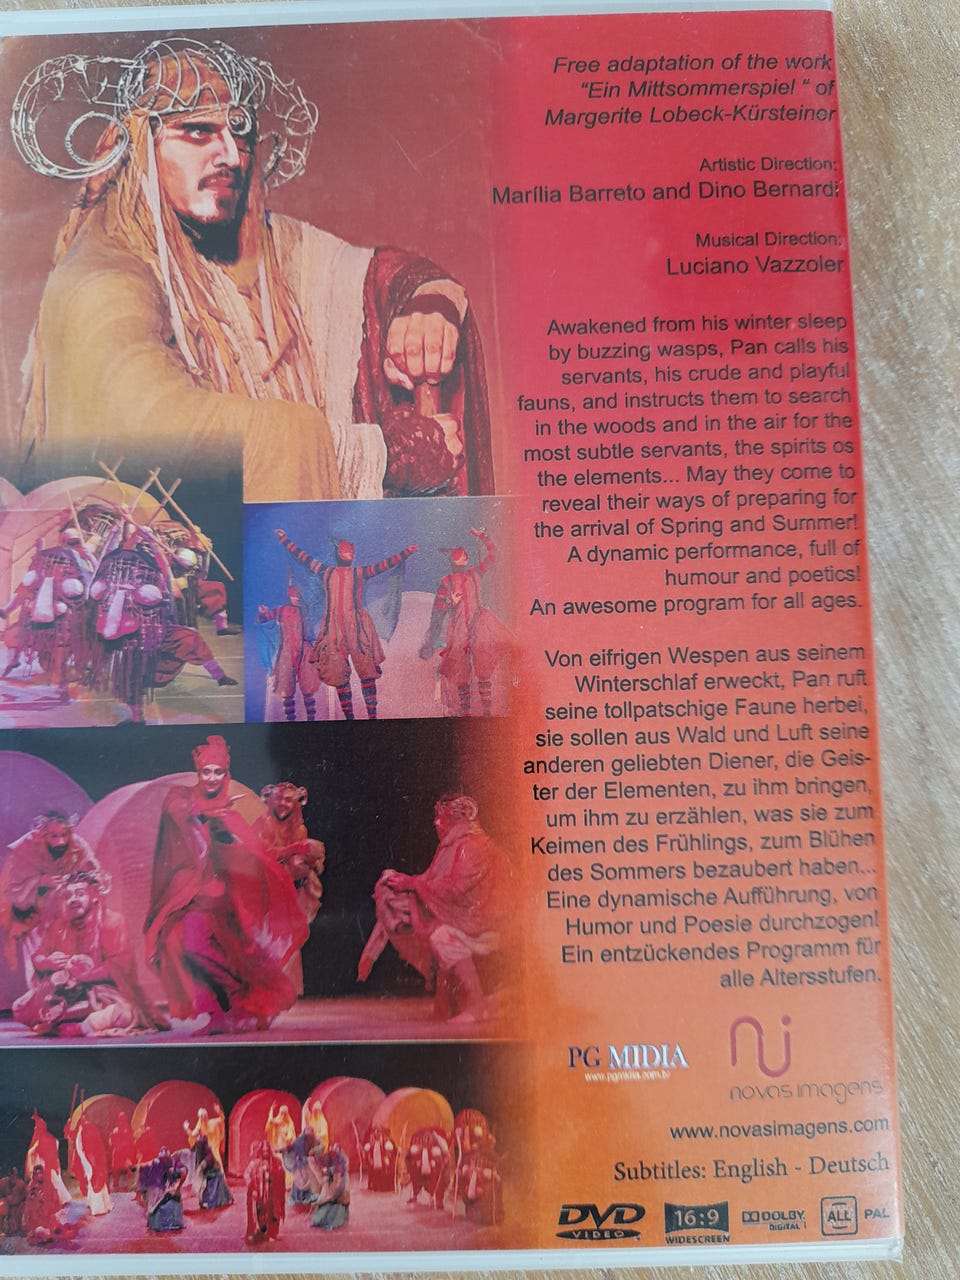 Free adaptation of the work
“Ein Mittsommerspiel “ of
Margerite Lobeck-Kürsteiner
Artistic Direction:
Marília Barreto and Dino Bernardi
Musical Direction:
Luciano Vazzoler
Awakened from his winter sleep
by buzzing wasps, Pan calls his
servants, his crude and playful
fauns, and instructs them to search
in the woods and in the air for the
most subtle servants, the spirits os
the elements... May they come to
reveal their ways of preparing for
the arrival of Spring and Summer!
A dynamic performance, full of
humour and poetics!
An awesome program for all ages.
Von eifrigen Wespen aus seinem
Winterschlaf erweckt, Pan ruft
seine tollpatschige Faune herbei,
sie sollen aus Wald und Luft seine
anderen geliebten Diener, die Geis-
ter der Elementen, zu ihm bringen,
um ihm zu erzählen, was sie zum
Keimen des Frühlings, zum Blühen
des Sommers bezaubert haben...
Eine dynamische Aufführung, von
Humor und Poesie durchzogen!
Ein entzückendes Programm für
alle Altersstufen.
PG MIDIA
www.pgmidia.com.br
novas imagens
www.novasimagens.com
Subtitles: English - Deutsch
DVD VIDEO
16:9 WIDESCREEN
DOLBY DIGITAL
ALL
PAL